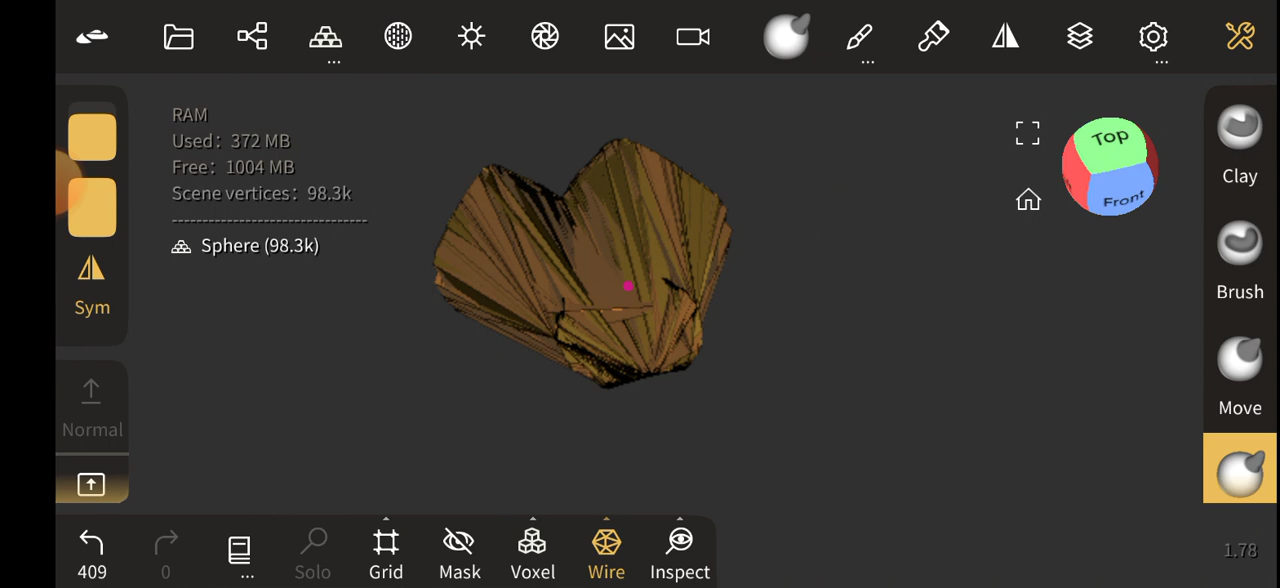 RAM
Used: 372 MB
Free: 1004 MB
Scene vertices: 98.3k
-------------------------------
Sphere (98.3k)
Top
Front
Sym
Normal
Clay
Brush
Move
409
0
...
Solo
Grid
Mask
Voxel
Wire
Inspect
1.78